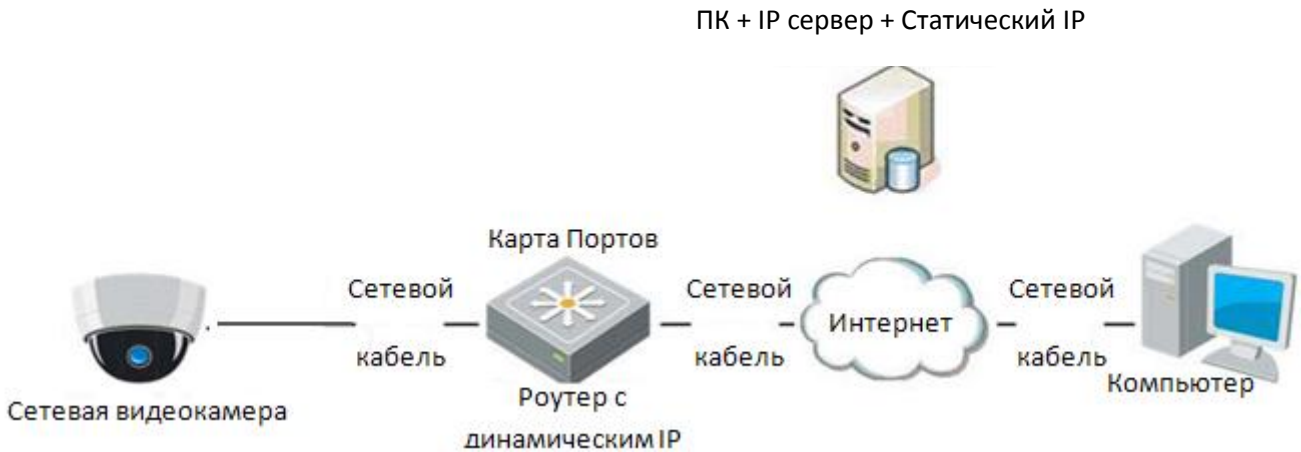 ПК + IP сервер + Статический IP
Карта Портов
Сетевой
кабель
Сетевой
кабель
Интернет
Сетевой
кабель
Сетевая видеокамера
Роутер с
динамическим IP
Компьютер